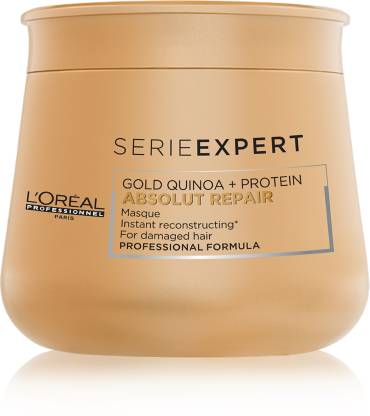 SERIEEXPERT
GOLD QUINOA + PROTEIN
ABSOLUT REPAIR
Masque
Instant reconstructing*
For damaged hair
PROFESSIONAL FORMULA
L'ORÉAL
PROFESSIONNEL
PARIS